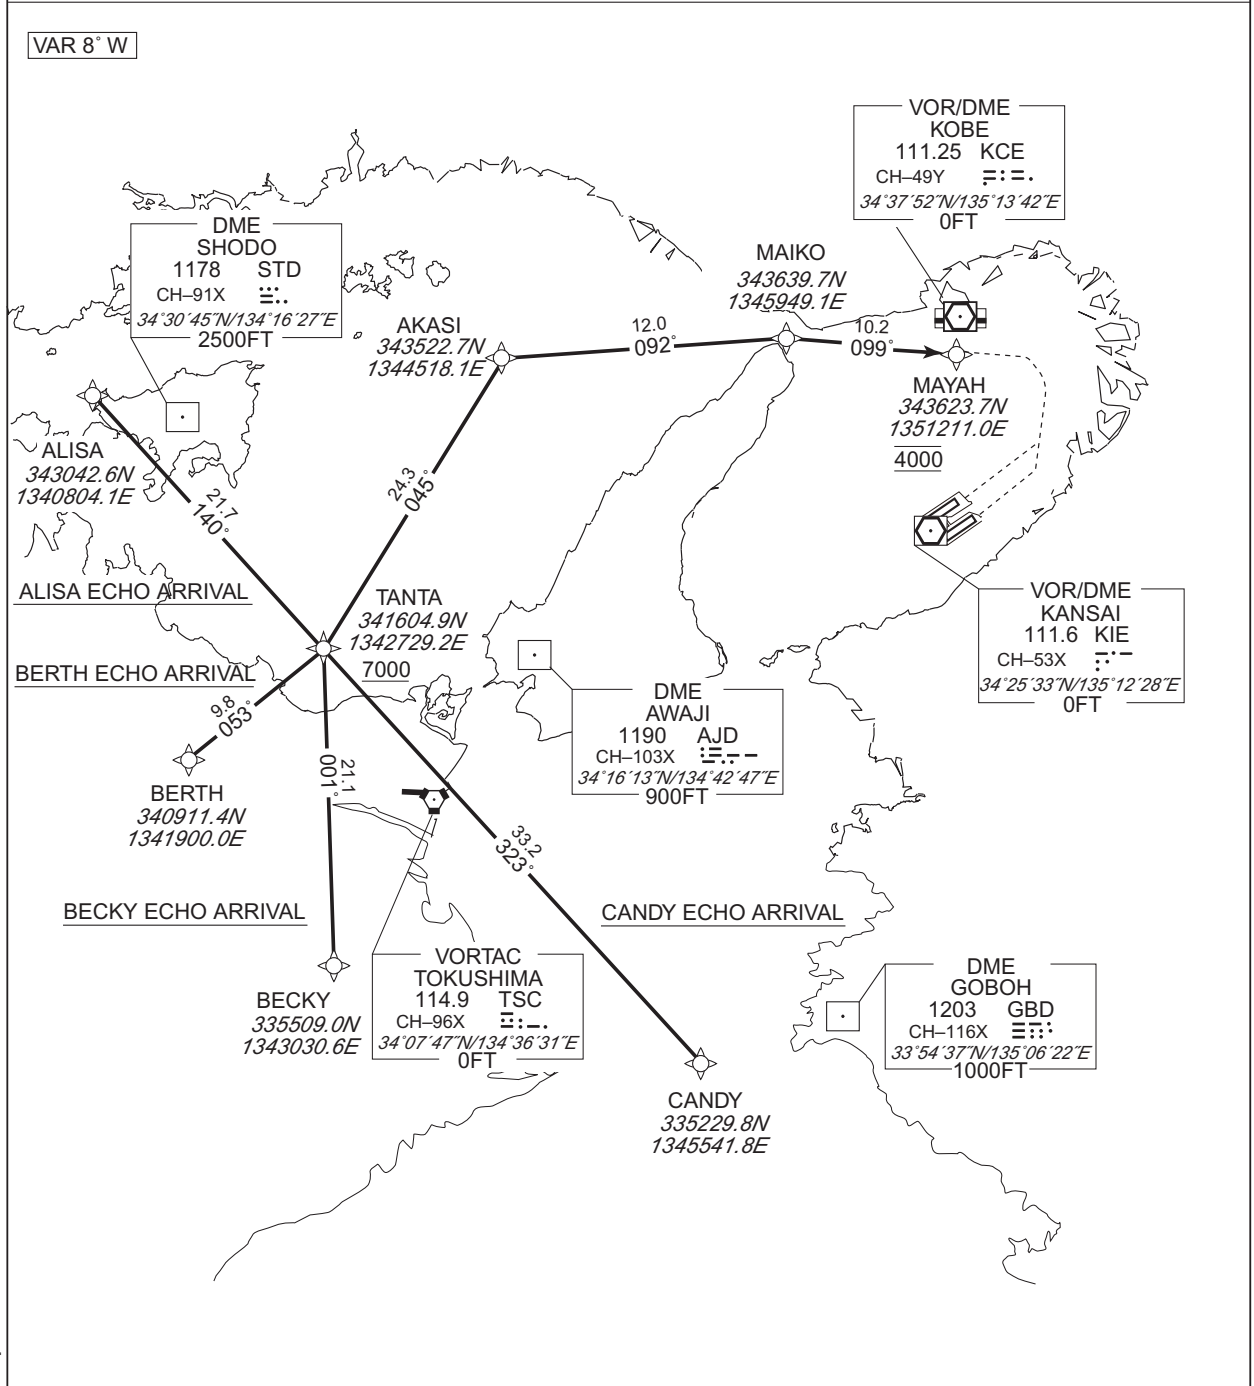 VAR 8° W
VOR/DME
KOBE
111.25 KCE
CH–49Y
34°37´52˝N/135°13´42˝E
0FT
DME
SHODO
1178 STD
CH–91X
34°30´45˝N/134°16´27˝E
2500FT
MAIKO
343639.7N
1345949.1E
AKASI
343522.7N
1344518.1E
12.0
092°
10.2
099°
MAYAH
343623.7N
1351211.0E
4000
ALISA
343042.6N
1340804.1E
21.7
140°
24.3
045°
ALISA ECHO ARRIVAL
TANTA
341604.9N
1342729.2E
7000
VOR/DME
KANSAI
111.6 KIE
CH–53X
34°25´33˝N/135°12´28˝E
0FT
BERTH ECHO ARRIVAL
9.8
053°
DME
AWAJI
1190 AJD
CH–103X
34°16´13˝N/134°42´47˝E
900FT
BERTH
340911.4N
1341900.0E
21.1
001°
33.2
323°
BECKY ECHO ARRIVAL
CANDY ECHO ARRIVAL
VORTAC
TOKUSHIMA
114.9 TSC
CH–96X
34°07´47˝N/134°36´31˝E
0FT
BECKY
335509.0N
1343030.6E
DME
GOBOH
1203 GBD
CH–116X
33°54´37˝N/135°06´22˝E
1000FT
CANDY
335229.8N
1345541.8E